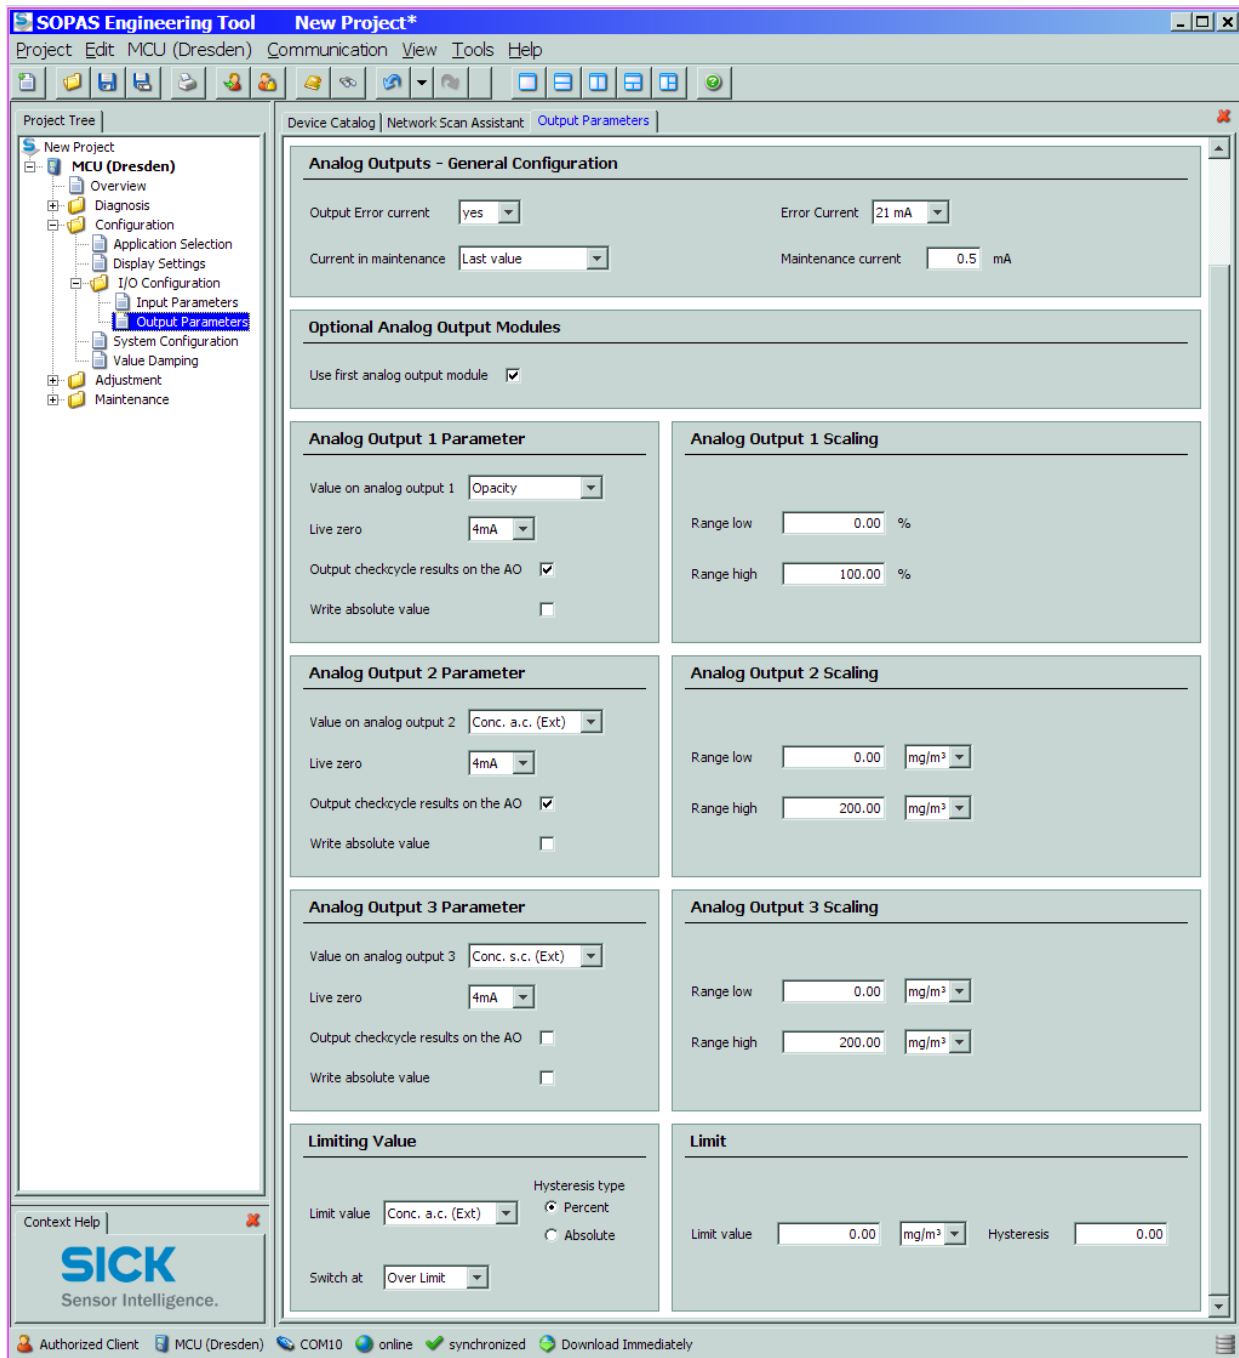 SOPAS Engineering Tool New Project*
Project Edit MCU (Dresden) Communication View Tools Help
Project Tree
New Project
MCU (Dresden)
Overview
Diagnosis
Configuration
Application Selection
Display Settings
I/O Configuration
Input Parameters
Output Parameters
System Configuration
Value Damping
Adjustment
Maintenance
Device Catalog Network Scan Assistant Output Parameters
Analog Outputs - General Configuration
Output Error current yes Error Current 21 mA
Current in maintenance Last value Maintenance current 0.5 mA
Optional Analog Output Modules
Use first analog output module
Analog Output 1 Parameter
Value on analog output 1 Opacity
Live zero 4mA
Output checkcycle results on the AO
Write absolute value
Analog Output 1 Scaling
Range low 0.00 %
Range high 100.00 %
Analog Output 2 Parameter
Value on analog output 2 Conc. a.c. (Ext)
Live zero 4mA
Output checkcycle results on the AO
Write absolute value
Analog Output 2 Scaling
Range low 0.00 mg/m³
Range high 200.00 mg/m³
Analog Output 3 Parameter
Value on analog output 3 Conc. s.c. (Ext)
Live zero 4mA
Output checkcycle results on the AO
Write absolute value
Analog Output 3 Scaling
Range low 0.00 mg/m³
Range high 200.00 mg/m³
Limiting Value
Hysteresis type
Limit value Conc. a.c. (Ext) Percent
Absolute
Switch at Over Limit
Limit
Limit value 0.00 mg/m³ Hysteresis 0.00
Context Help
SICK
Sensor Intelligence.
Authorized Client MCU (Dresden) COM10 online synchronized Download Immediately